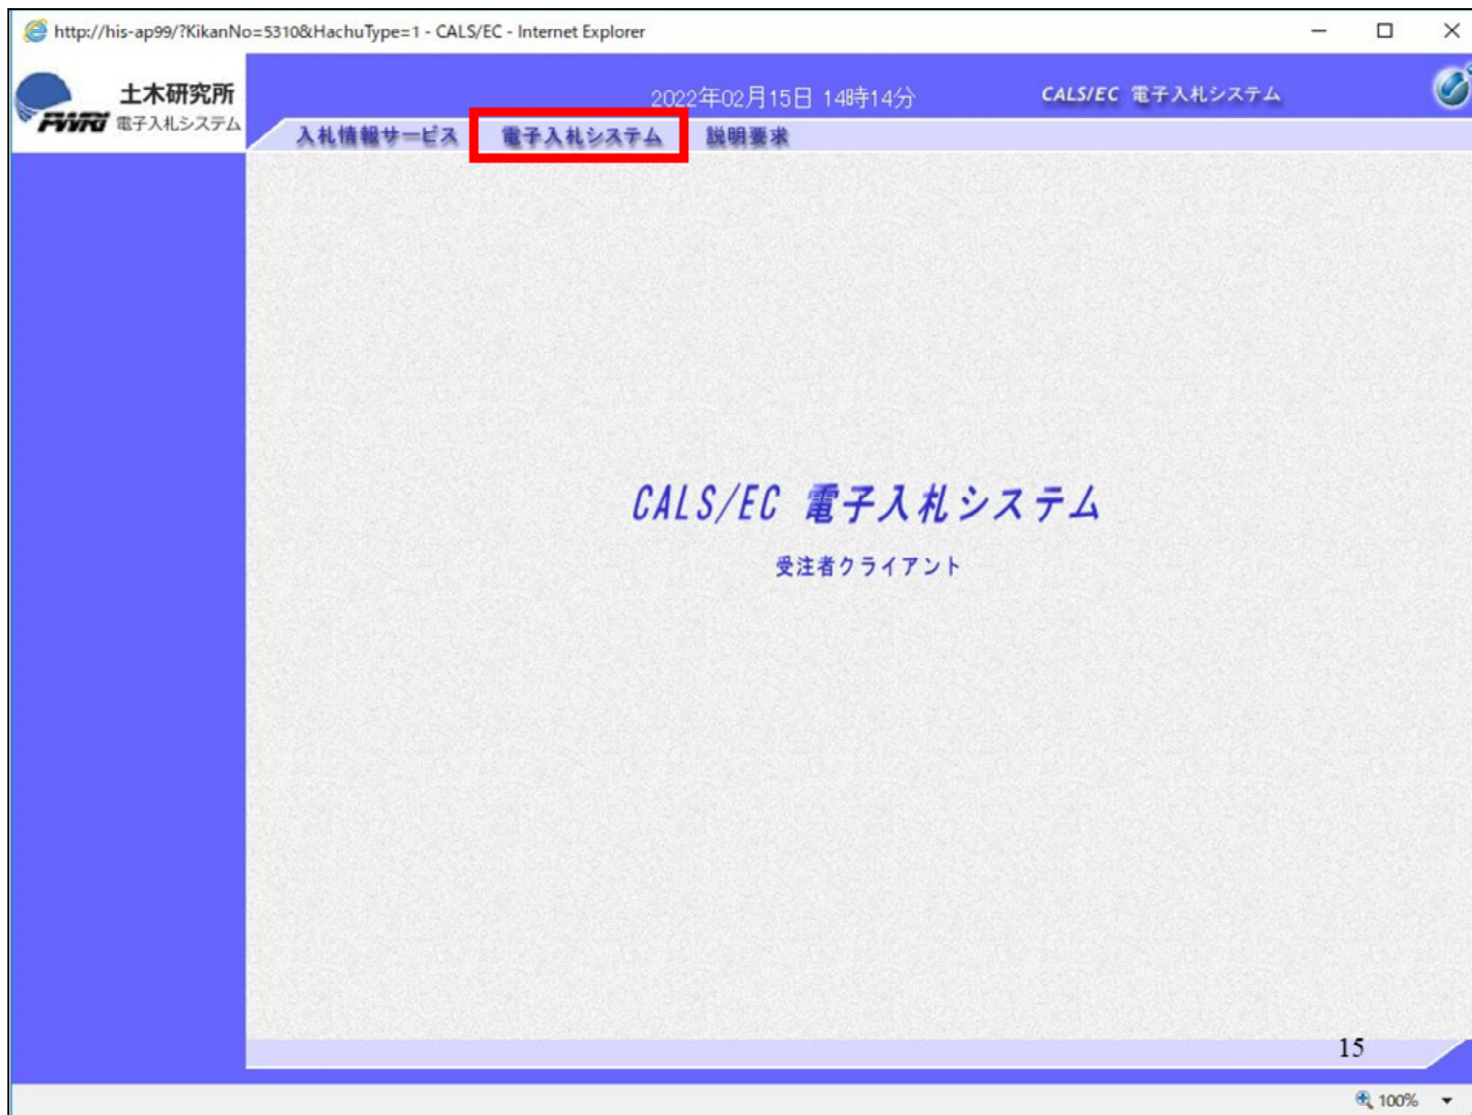 http://his-ap99/?KikanNo=5310&HachuType=1 - CALS/EC - Internet Explorer
土木研究所
PWRI 電子入札システム
2022年02月15日 14時14分
CALS/EC 電子入札システム
入札情報サービス 電子入札システム 説明要求
CALS/EC 電子入札システム
受注者クライアント
15
100%